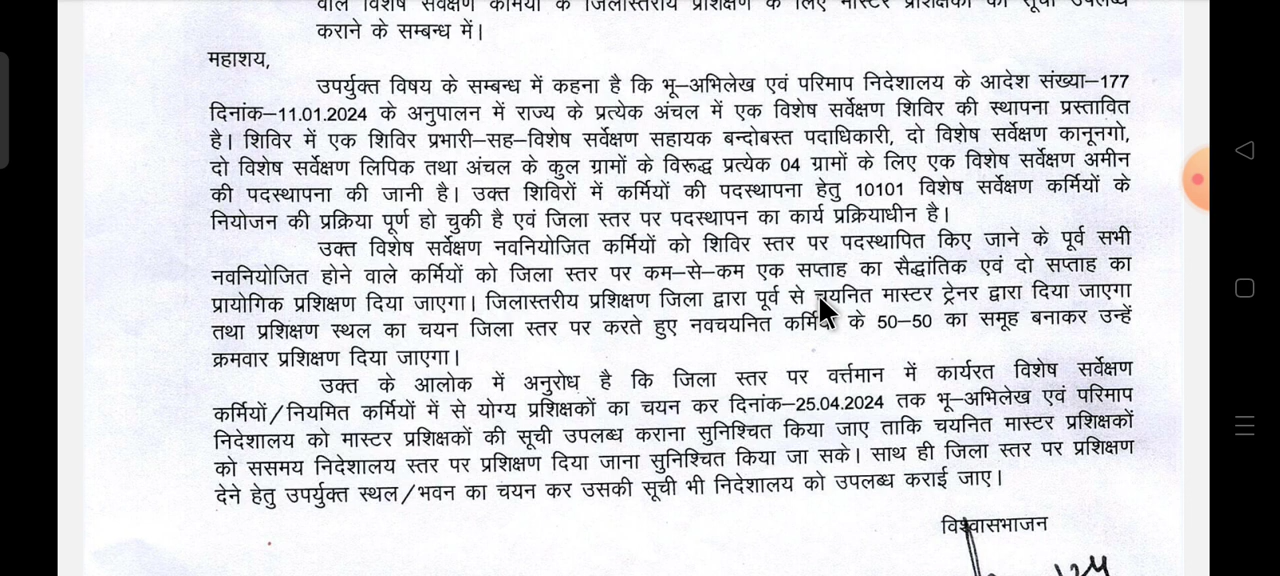 वाले विशेष सर्वेक्षण कर्मियों के जिलास्तरीय प्रशिक्षण के लिए मास्टर प्रशिक्षकों की सूची उपलब्ध
कराने के सम्बन्ध में।
महाशय,
उपर्युक्त विषय के सम्बन्ध में कहना है कि भू–अभिलेख एवं परिमाप निदेशालय के आदेश संख्या–177
दिनांक–11.01.2024 के अनुपालन में राज्य के प्रत्येक अंचल में एक विशेष सर्वेक्षण शिविर की स्थापना प्रस्तावित
है। शिविर में एक शिविर प्रभारी–सह–विशेष सर्वेक्षण सहायक बन्दोबस्त पदाधिकारी, दो विशेष सर्वेक्षण कानूनगो,
दो विशेष सर्वेक्षण लिपिक तथा अंचल के कुल ग्रामों के विरूद्ध प्रत्येक 04 ग्रामों के लिए एक विशेष सर्वेक्षण अमीन
की पदस्थापना की जानी है। उक्त शिविरों में कर्मियों की पदस्थापना हेतु 10101 विशेष सर्वेक्षण कर्मियों के
नियोजन की प्रक्रिया पूर्ण हो चुकी है एवं जिला स्तर पर पदस्थापन का कार्य प्रक्रियाधीन है।
उक्त विशेष सर्वेक्षण नवनियोजित कर्मियों को शिविर स्तर पर पदस्थापित किए जाने के पूर्व सभी
नवनियोजित होने वाले कर्मियों को जिला स्तर पर कम–से–कम एक सप्ताह का सैद्धांतिक एवं दो सप्ताह का
प्रायोगिक प्रशिक्षण दिया जाएगा। जिलास्तरीय प्रशिक्षण जिला द्वारा पूर्व से चयनित मास्टर ट्रेनर द्वारा दिया जाएगा
तथा प्रशिक्षण स्थल का चयन जिला स्तर पर करते हुए नवचयनित के 50–50 का समूह बनाकर उन्हें
क्रमवार प्रशिक्षण दिया जाएगा।
उक्त के आलोक में अनुरोध है कि जिला स्तर पर वर्त्तमान में कार्यरत विशेष सर्वेक्षण
कर्मियों/नियमित कर्मियों में से योग्य प्रशिक्षकों का चयन कर दिनांक–25.04.2024 तक भू–अभिलेख एवं परिमाप
निदेशालय को मास्टर प्रशिक्षकों की सूची उपलब्ध कराना सुनिश्चित किया जाए ताकि चयनित मास्टर प्रशिक्षकों
को ससमय निदेशालय स्तर पर प्रशिक्षण दिया जाना सुनिश्चित किया जा सके। साथ ही जिला स्तर पर प्रशिक्षण
देने हेतु उपर्युक्त स्थल/भवन का चयन कर उसकी सूची भी निदेशालय को उपलब्ध कराई जाए।
विश्वासभाजन